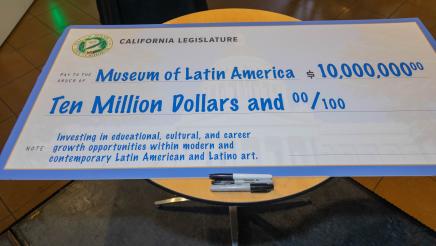 CALIFORNIA LEGISLATURE
PAY TO THE ORDER OF Museum of Latin America $ 10,000,000⁰⁰
Ten Million Dollars and ⁰⁰/100
NOTE: Investing in educational, cultural, and career
growth opportunities within modern and
contemporary Latin American and Latino art.